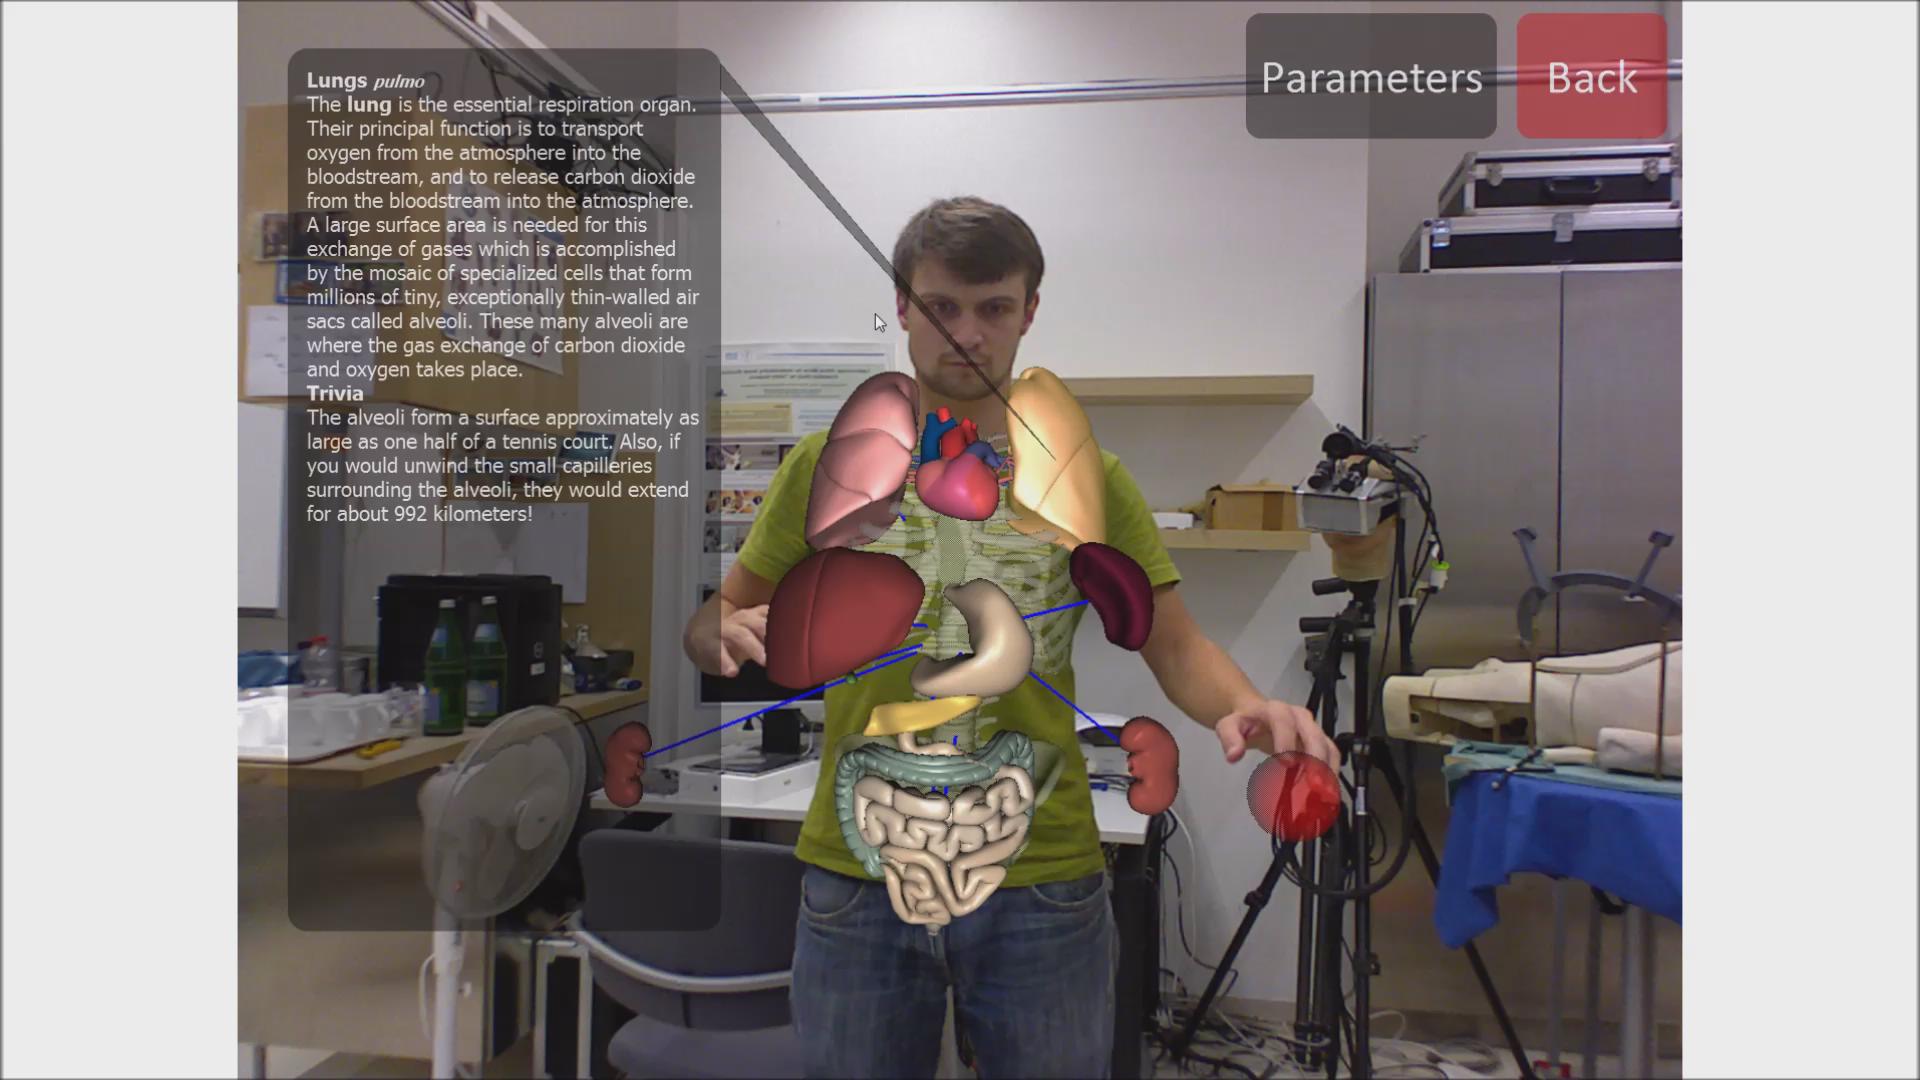 Lungs pulmo
The lung is the essential respiration organ.
Their principal function is to transport
oxygen from the atmosphere into the
bloodstream, and to release carbon dioxide
from the bloodstream into the atmosphere.
A large surface area is needed for this
exchange of gases which is accomplished
by the mosaic of specialized cells that form
millions of tiny, exceptionally thin-walled air
sacs called alveoli. These many alveoli are
where the gas exchange of carbon dioxide
and oxygen takes place.
Trivia
The alveoli form a surface approximately as
large as one half of a tennis court. Also, if
you would unwind the small capilleries
surrounding the alveoli, they would extend
for about 992 kilometers!
Parameters
Back